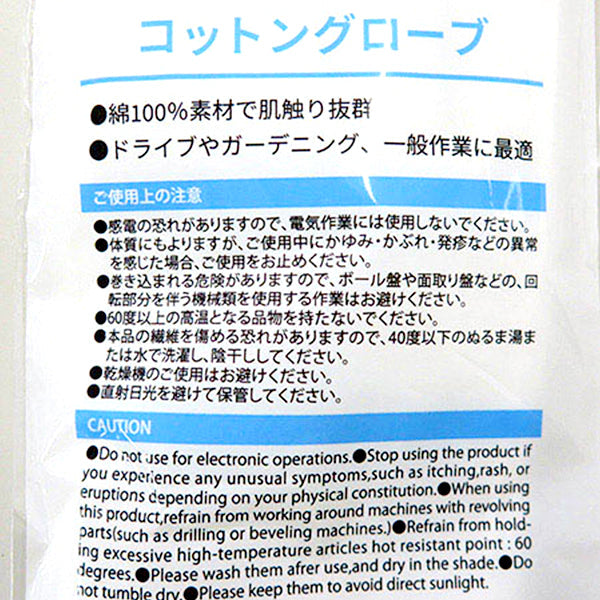 コットングローブ
●綿100%素材で肌触り抜群
●ドライブやガーデニング、一般作業に最適
ご使用上の注意
●感電の恐れがありますので、電気作業には使用しないでください。
●体質にもよりますが、ご使用中にかゆみ・かぶれ・発疹などの異常
を感じた場合、ご使用をお止めください。
●巻き込まれる危険がありますので、ボール盤や面取り盤などの、回
転部分を伴う機械類を使用する作業はお避けください。
●60度以上の高温となる品物を持たないでください。
●本品の繊維を傷める恐れがありますので、40度以下のぬるま湯ま
たは水で洗濯し、陰干ししてください。
●乾燥機のご使用はお避けください。
●直射日光を避けて保管してください。
CAUTION
●Do not use for electronic operations.●Stop using the product if
you experience any unusual symptoms,such as itching,rash, or
eruptions depending on your physical constitution.●When using
this product,refrain from working around machines with revolving
parts(such as drilling or beveling machines.)●Refrain from hold-
ing excessive high-temperature articles hot resistant point : 60
degrees.●Please wash them afrer use,and dry in the shade.●Do
not tumble dry.●Please keep them to avoid direct sunlight.